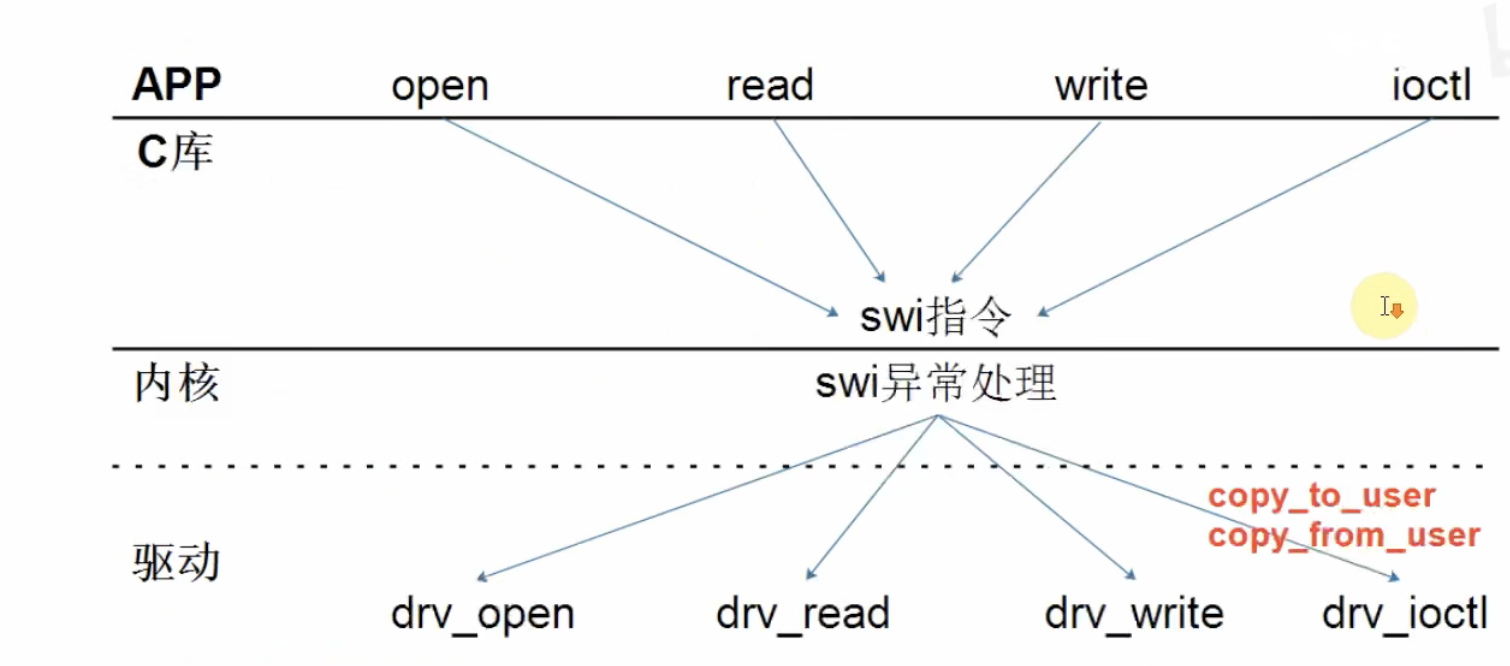 APP open read write ioctl
C库
swi指令
内核 swi异常处理
copy_to_user
copy_from_user
驱动
drv_open drv_read drv_write drv_ioctl